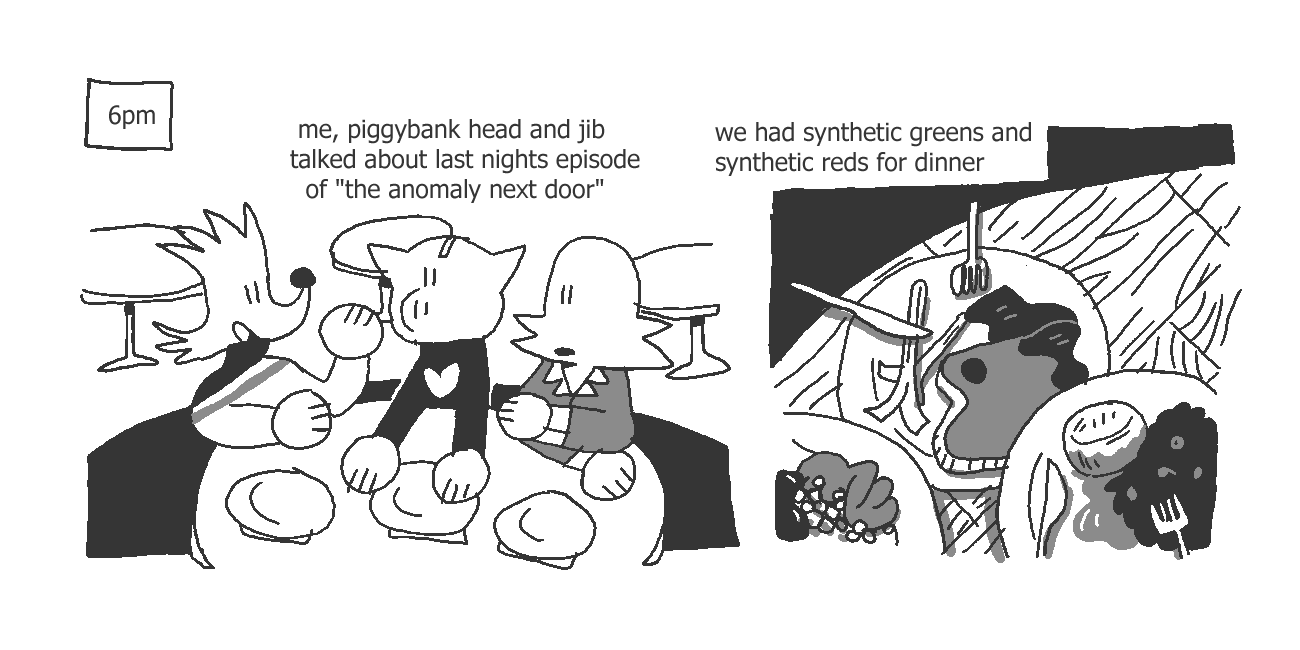 6pm
me, piggybank head and jib
talked about last nights episode
of "the anomaly next door"
we had synthetic greens and
synthetic reds for dinner